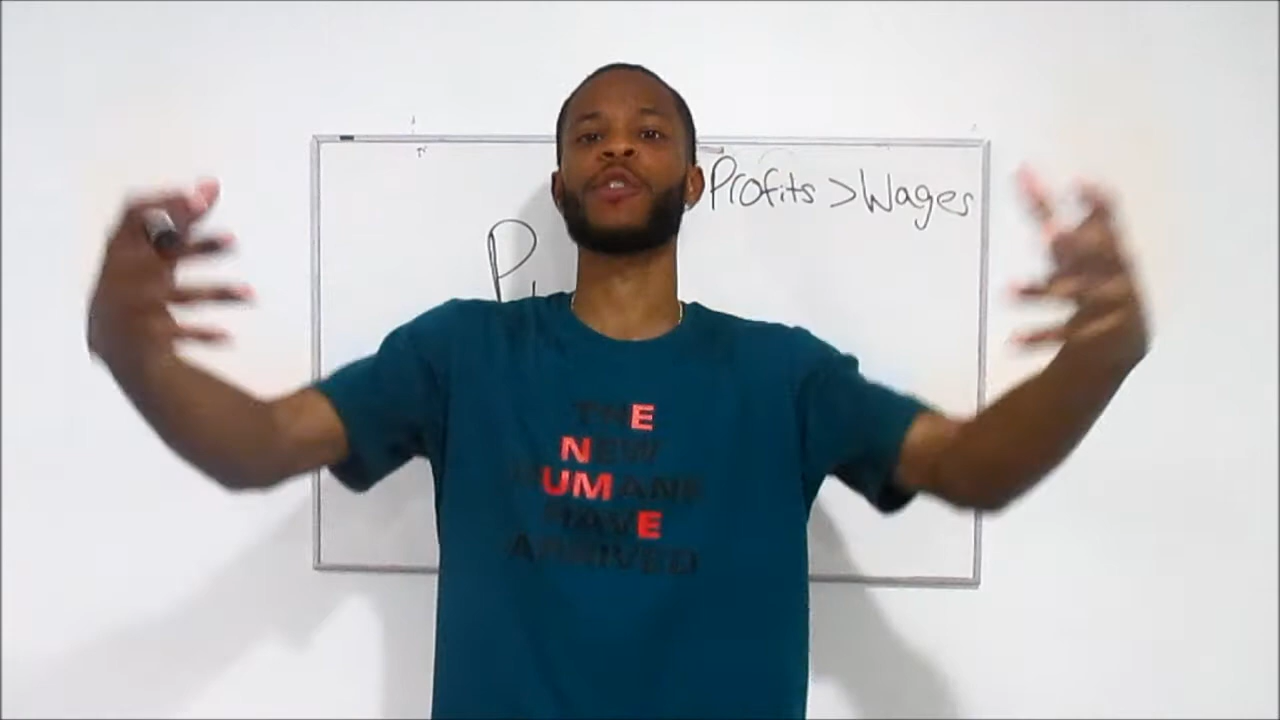 Profits > Wages
P
THE
NEW
HUMANS
HAVE
ARRIVED